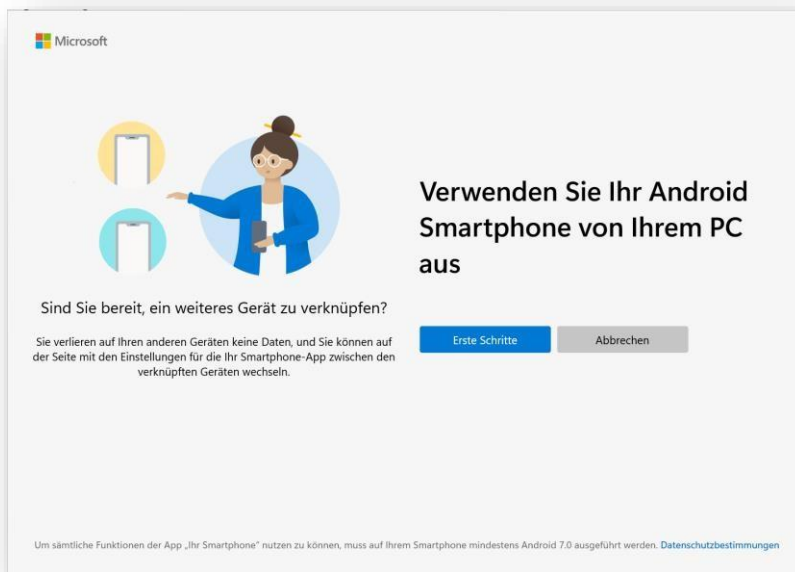 Microsoft
Sind Sie bereit, ein weiteres Gerät zu verknüpfen?
Sie verlieren auf Ihren anderen Geräten keine Daten, und Sie können auf
der Seite mit den Einstellungen für die Ihr Smartphone-App zwischen den
verknüpften Geräten wechseln.
Verwenden Sie Ihr Android
Smartphone von Ihrem PC
aus
Erste Schritte
Abbrechen
Um sämtliche Funktionen der App „Ihr Smartphone" nutzen zu können, muss auf Ihrem Smartphone mindestens Android 7.0 ausgeführt werden. Datenschutzbestimmungen